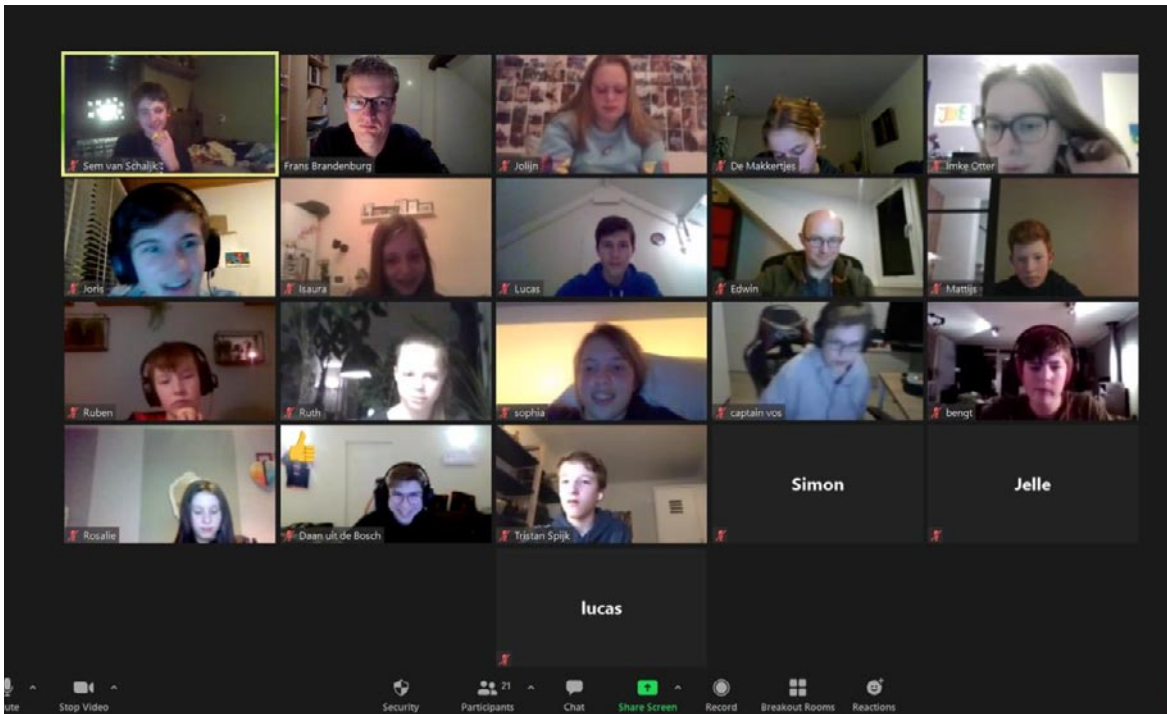 Sem van Schaijk
Frans Brandenburg
Jolijn
De Makkertjes
Imke Otter
Joris
Isaura
Lucas
Edwin
Mattijs
Ruben
Ruth
sophia
captain vos
bengt
Rosalie
Daan uit de Bosch
Tristan Spijk
Simon
Jelle
lucas
ute
Stop Video
Security
Participants
21
Chat
Share Screen
Record
Breakout Rooms
Reactions